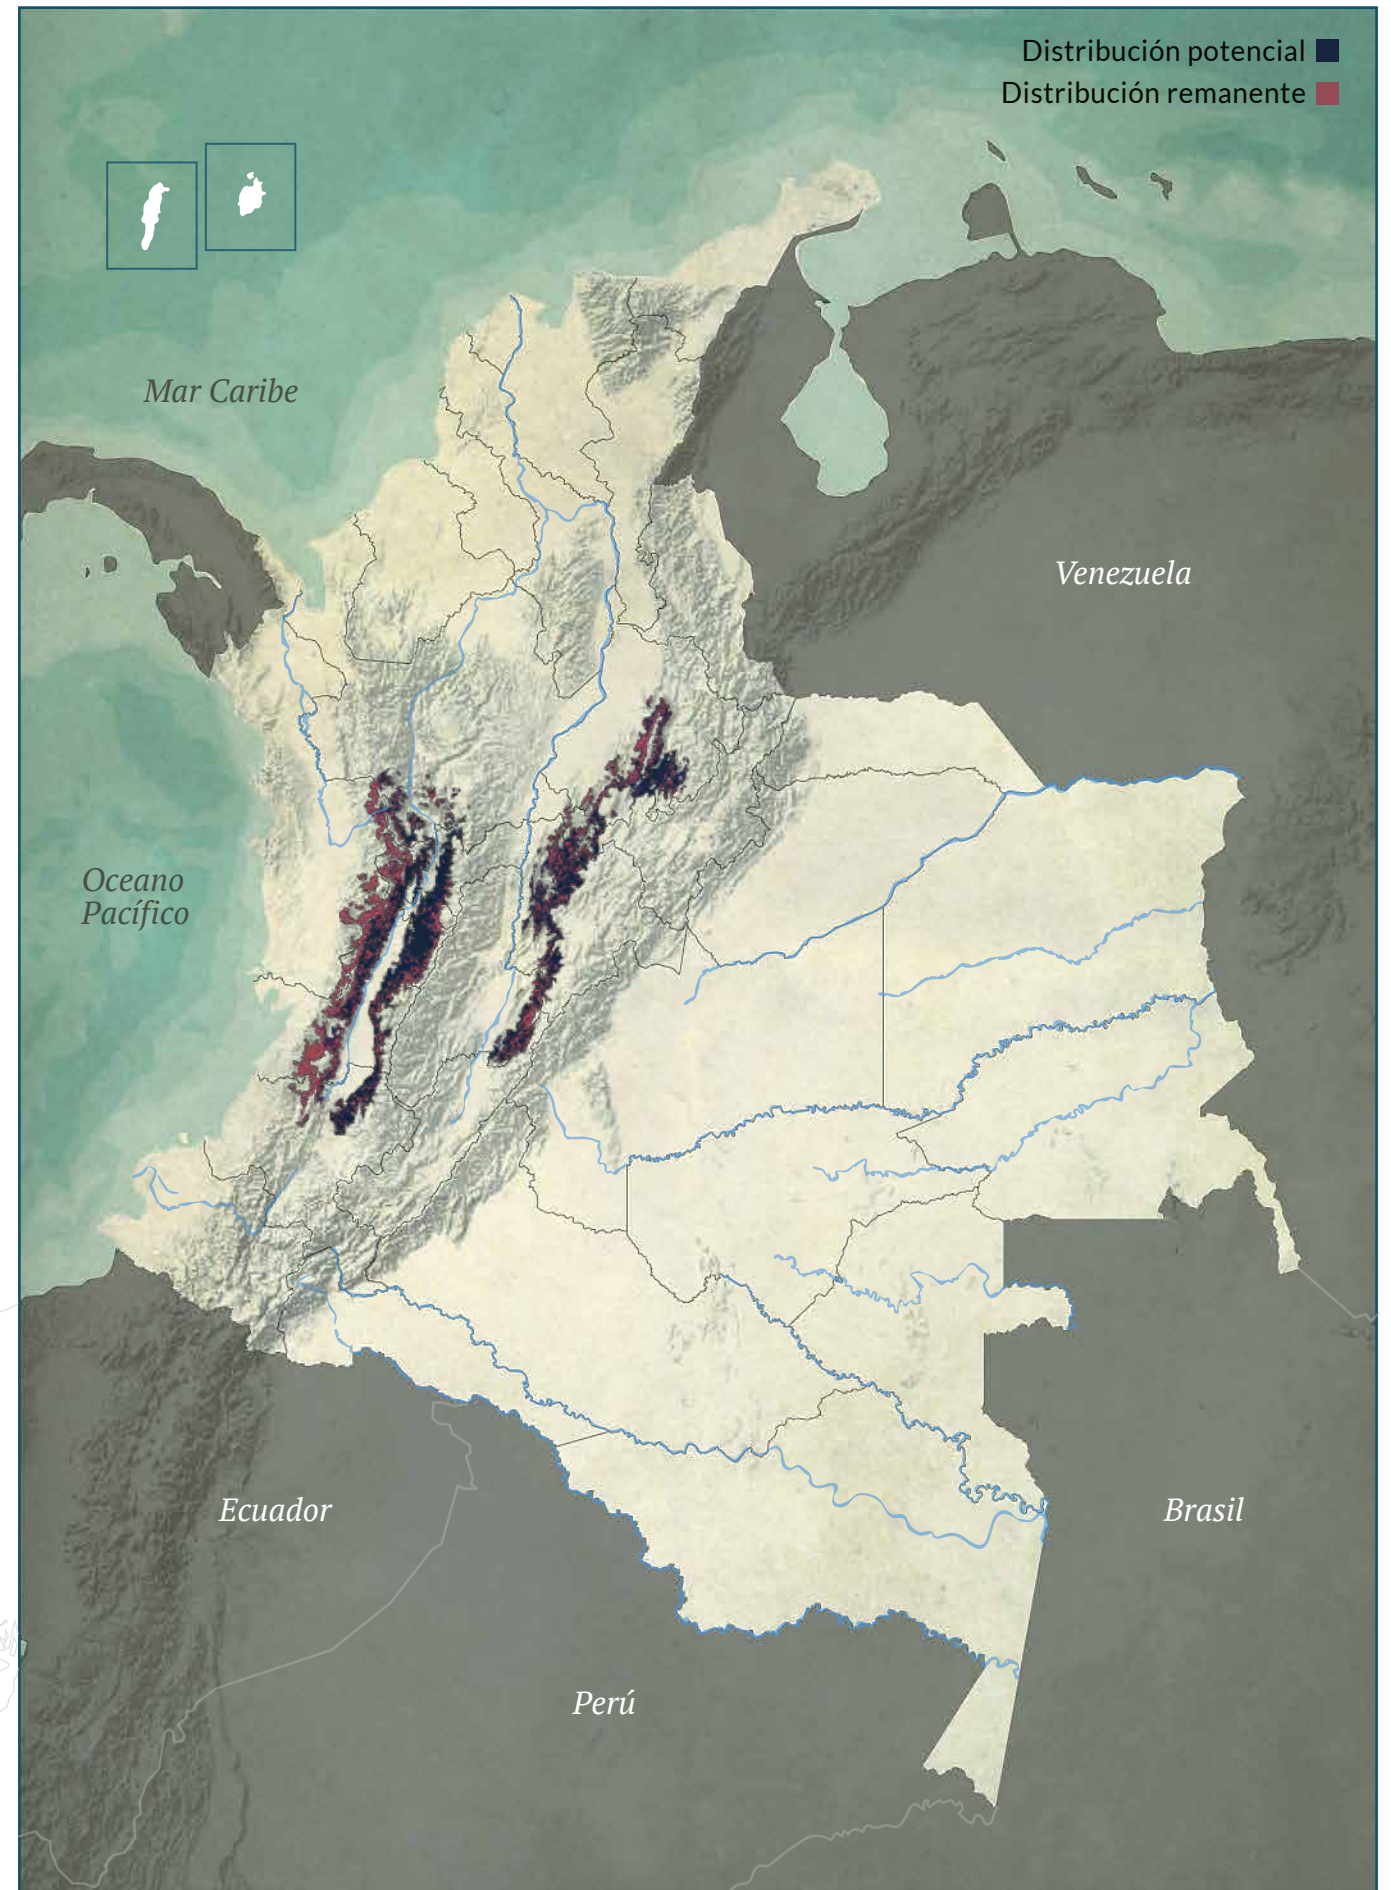 Distribución potencial
Distribución remanente
Mar Caribe
Venezuela
Oceano
Pacífico
Ecuador
Brasil
Perú